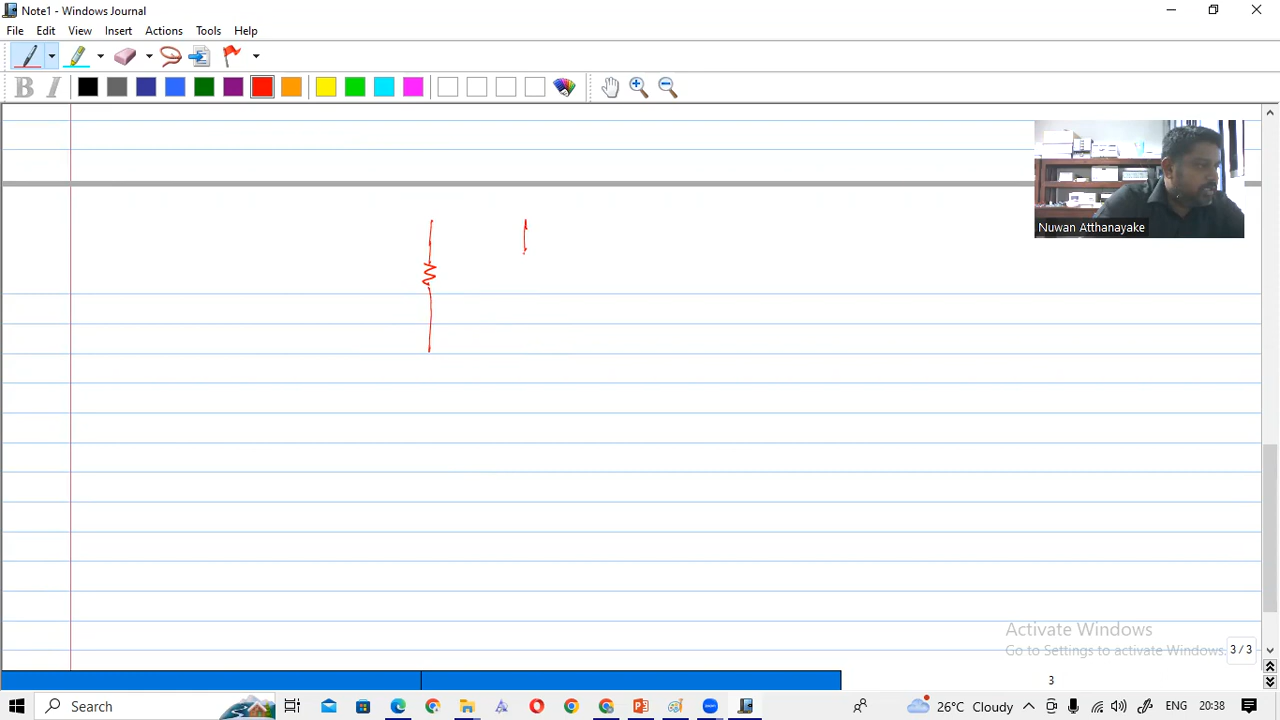 Note1 - Windows Journal
File Edit View Insert Actions Tools Help
B I
Nuwan Atthanayake
Activate Windows
Go to Settings to activate Windows.
3/3
3
Search
26°C Cloudy
ENG
20:38